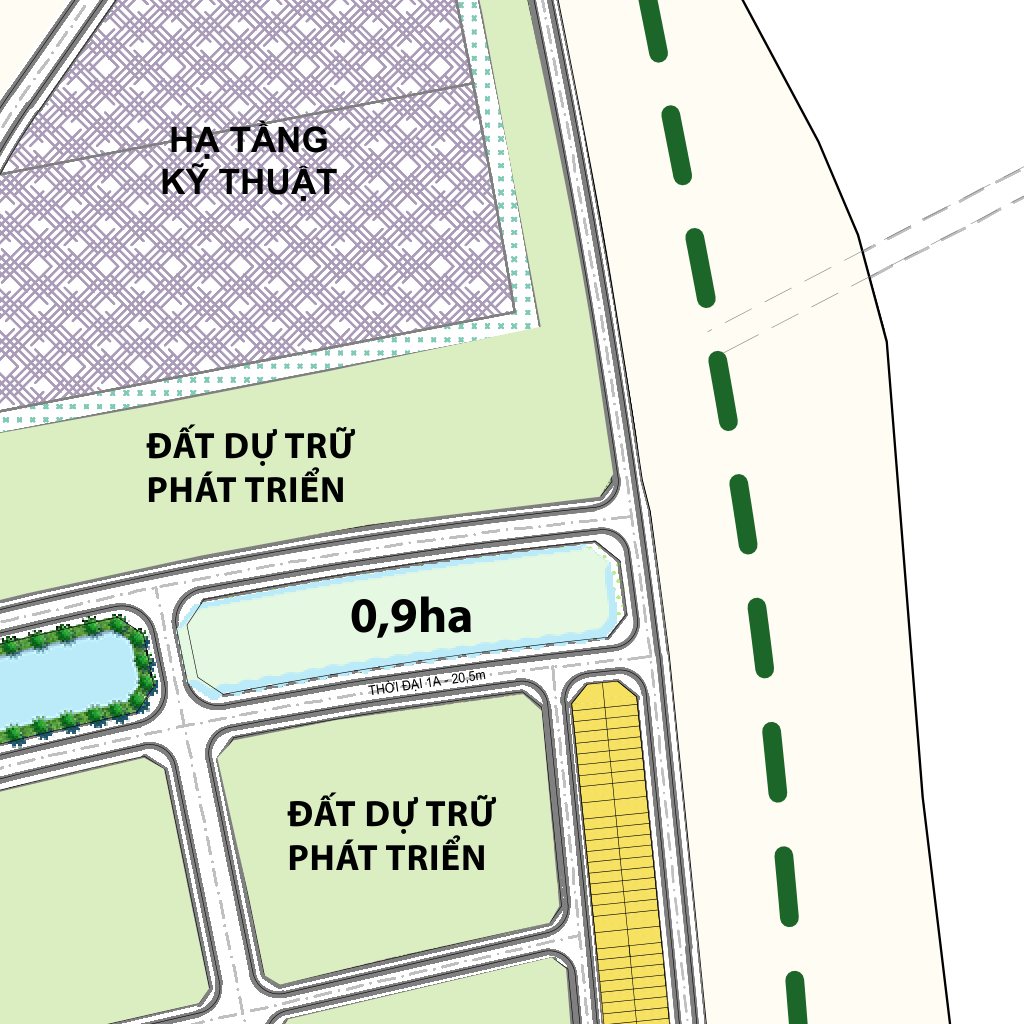 HẠ TẦNG
KỸ THUẬT
ĐẤT DỰ TRỮ
PHÁT TRIỂN
0,9ha
THỜI ĐẠI 1A - 20,5m
ĐẤT DỰ TRỮ
PHÁT TRIỂN